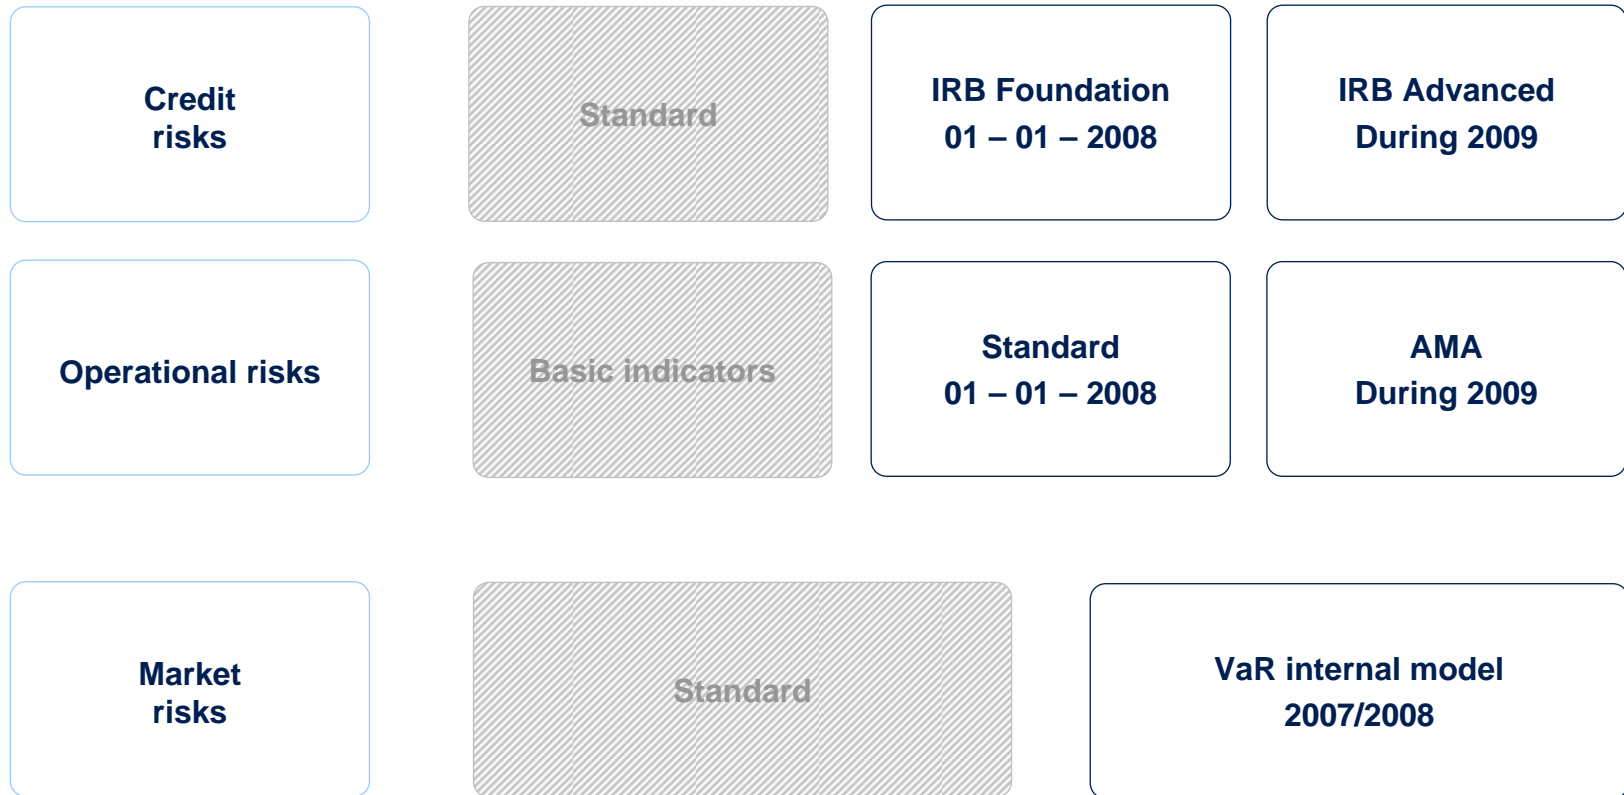 Credit
risks
Standard
IRB Foundation
01 – 01 – 2008
IRB Advanced
During 2009
Operational risks
Basic indicators
Standard
01 – 01 – 2008
AMA
During 2009
Market
risks
Standard
VaR internal model
2007/2008